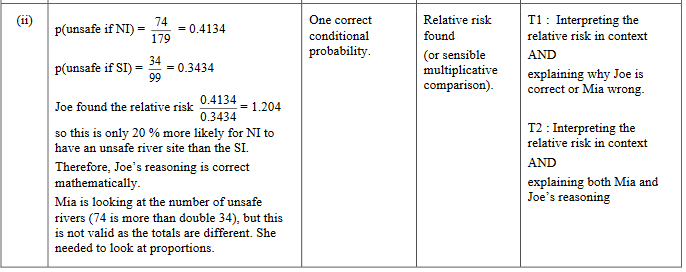 (ii)
p(unsafe if NI) = 74/179 = 0.4134
p(unsafe if SI) = 34/99 = 0.3434
Joe found the relative risk 0.4134/0.3434 = 1.204
so this is only 20 % more likely for NI to
have an unsafe river site than the SI.
Therefore, Joe's reasoning is correct
mathematically.
Mia is looking at the number of unsafe
rivers (74 is more than double 34), but this
is not valid as the totals are different. She
needed to look at proportions.
One correct
conditional
probability.
Relative risk
found
(or sensible
multiplicative
comparison).
T1 : Interpreting the
relative risk in context
AND
explaining why Joe is
correct or Mia wrong.
T2 : Interpreting the
relative risk in context
AND
explaining both Mia and
Joe's reasoning